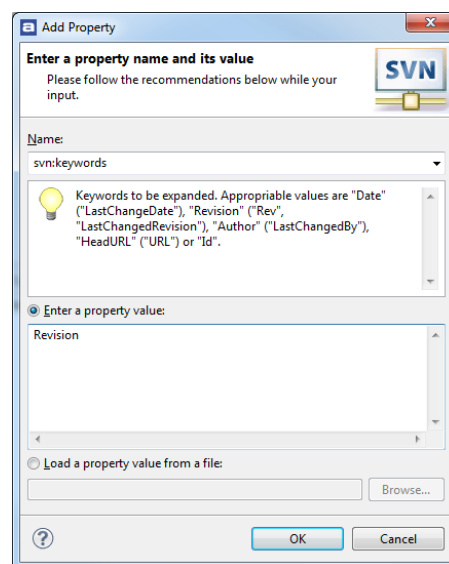 a Add Property
Enter a property name and its value
Please follow the recommendations below while your
input.
SVN
Name:
svn:keywords
Keywords to be expanded. Appropriable values are "Date"
("LastChangeDate"), "Revision" ("Rev",
"LastChangedRevision"), "Author" ("LastChangedBy"),
"HeadURL" ("URL") or "Id".
Enter a property value:
Revision
Load a property value from a file:
Browse...
?
OK Cancel